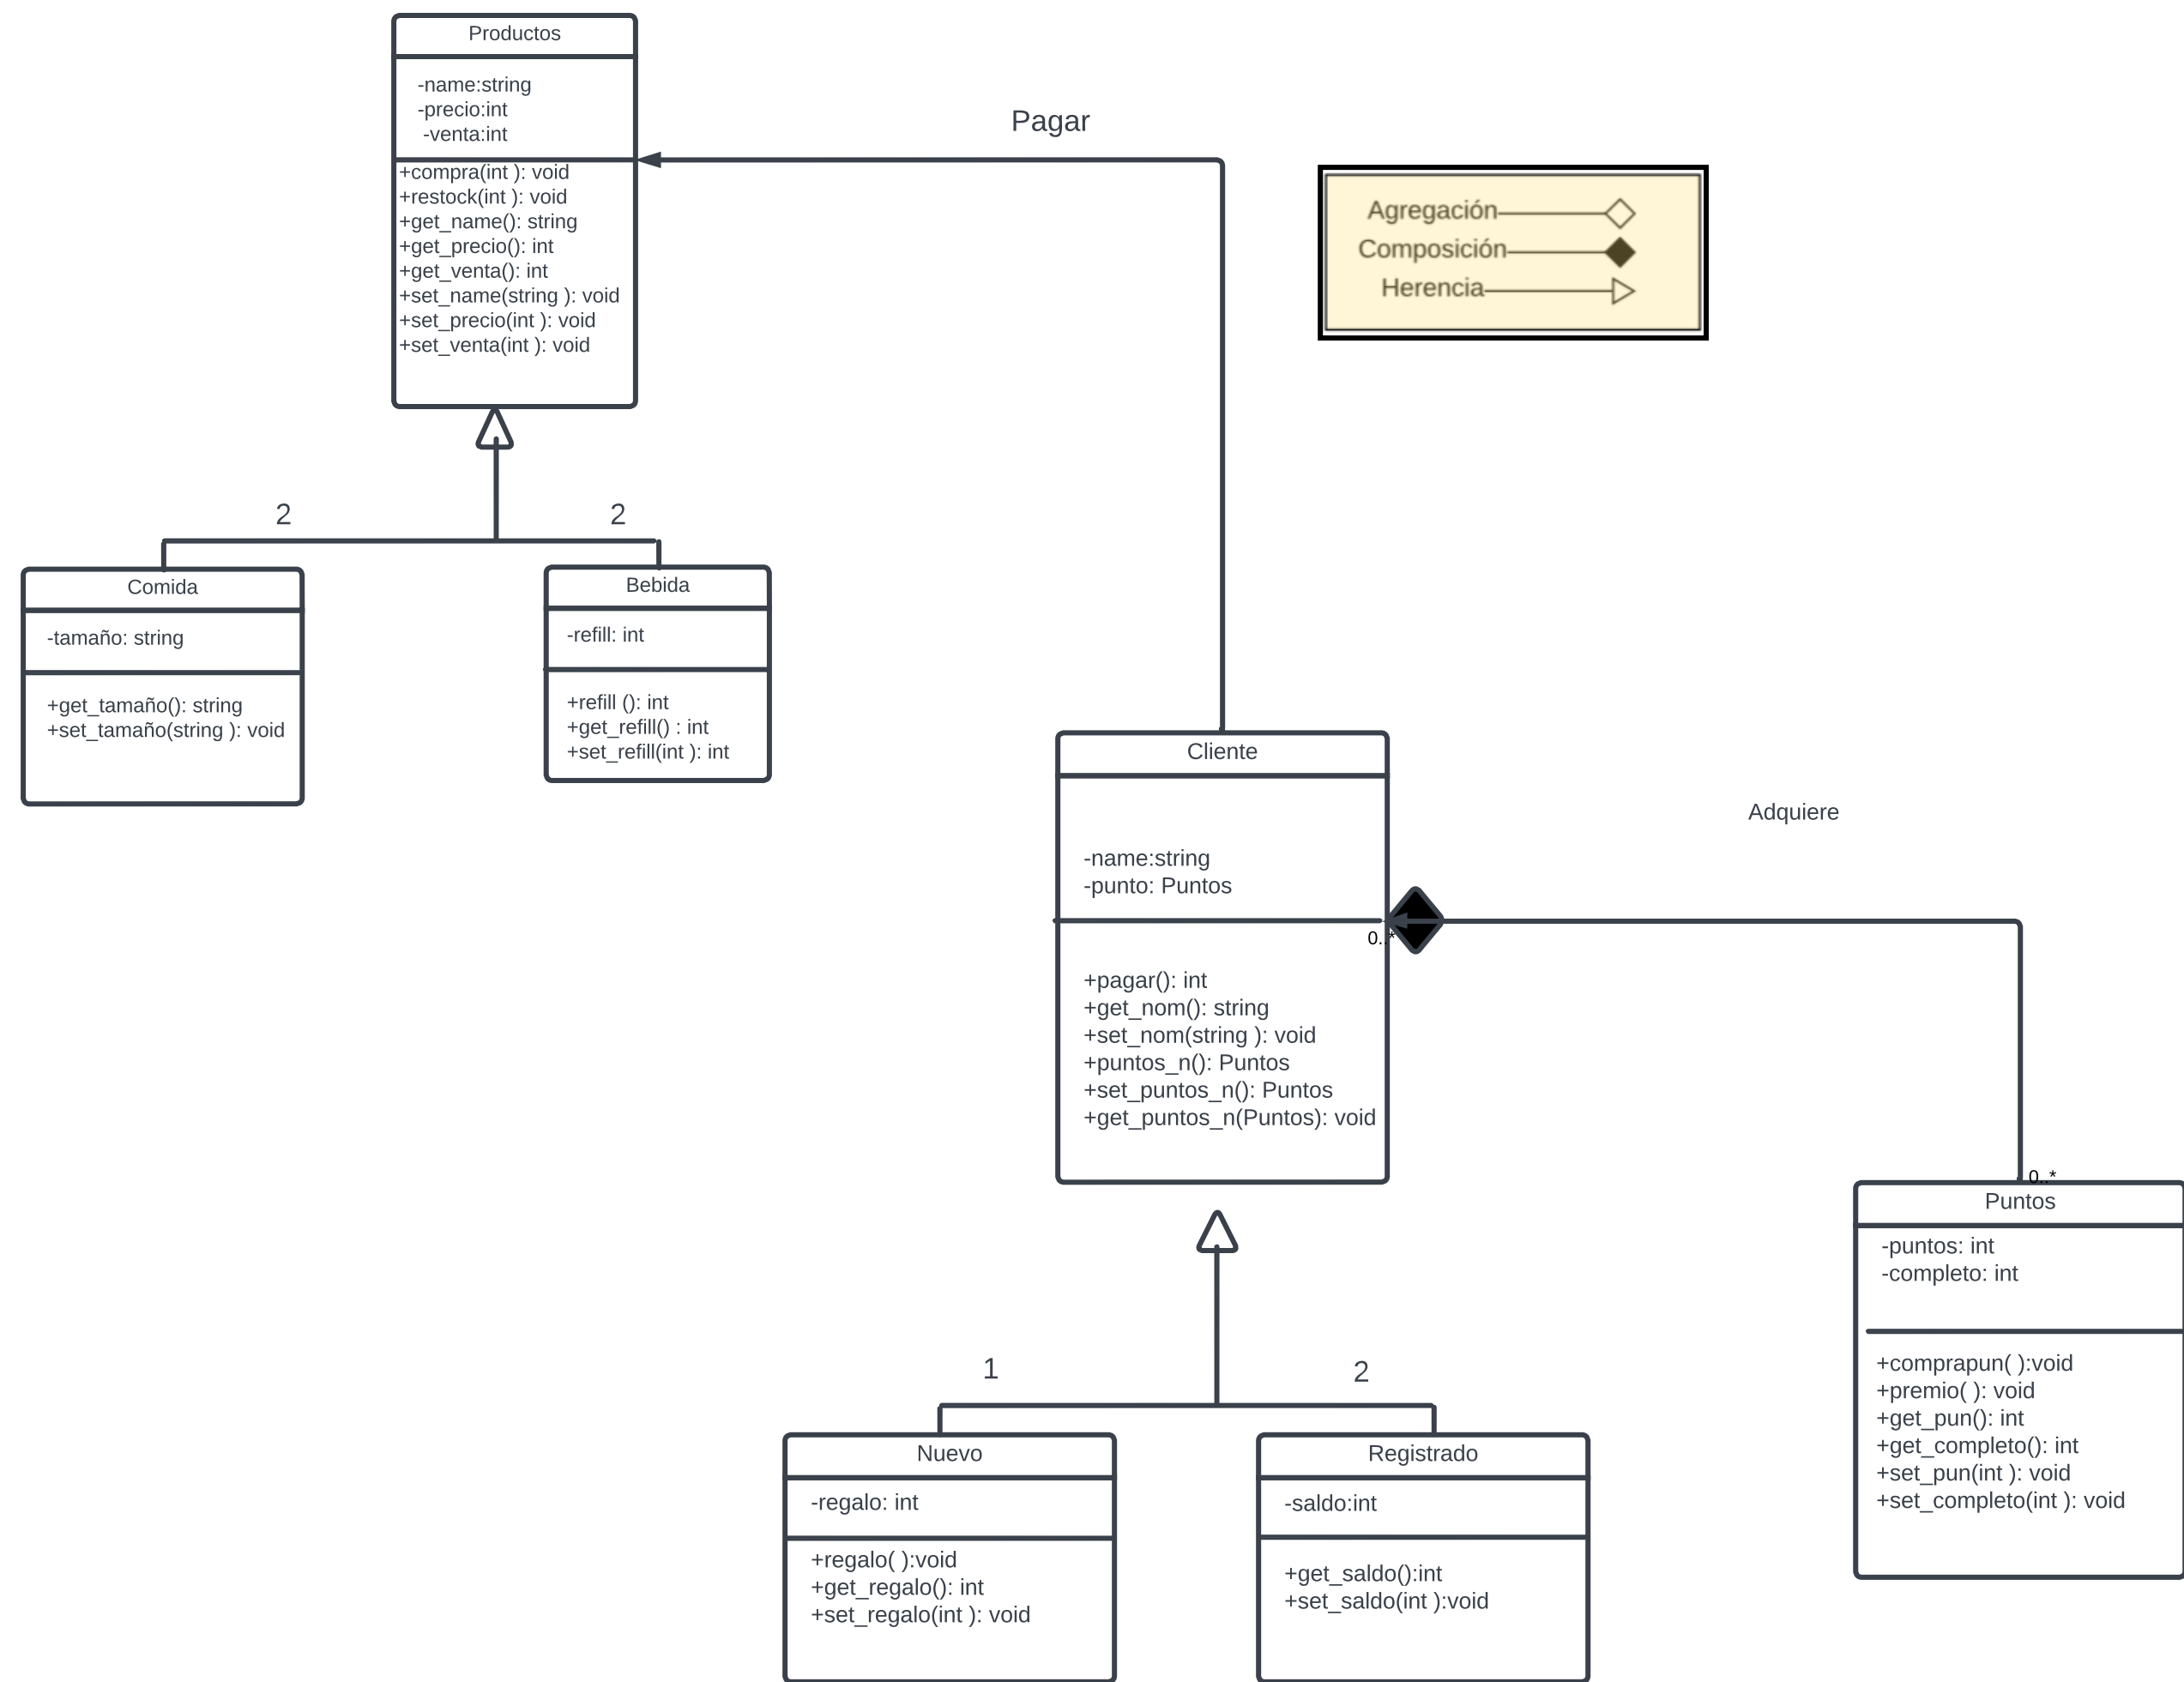 Productos
-name:string
-precio:int
-venta:int
+compra(int ): void
+restock(int ): void
+get_name(): string
+get_precio(): int
+get_venta(): int
+set_name(string ): void
+set_precio(int ): void
+set_venta(int ): void
Pagar
Agregación
Composición
Herencia
2
2
Comida
-tamaño: string
+get_tamaño(): string
+set_tamaño(string ): void
Bebida
-refill: int
+refill (): int
+get_refill() : int
+set_refill(int ): int
Cliente
-name:string
-punto: Puntos
+pagar(): int
+get_nom(): string
+set_nom(string ): void
+puntos_n(): Puntos
+set_puntos_n(): Puntos
+get_puntos_n(Puntos): void
Adquiere
0..*
0..*
Puntos
-puntos: int
-completo: int
+comprapun( ):void
+premio( ): void
+get_pun(): int
+get_completo(): int
+set_pun(int ): void
+set_completo(int ): void
1
2
Nuevo
-regalo: int
+regalo( ):void
+get_regalo(): int
+set_regalo(int ): void
Registrado
-saldo:int
+get_saldo():int
+set_saldo(int ):void